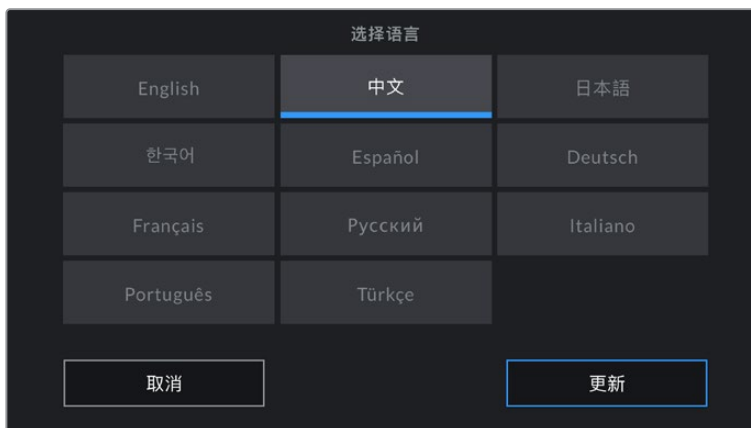 选择语言
English 中文 日本語
한국어 Español Deutsch
Français Русский Italiano
Português Türkçe
取消 更新